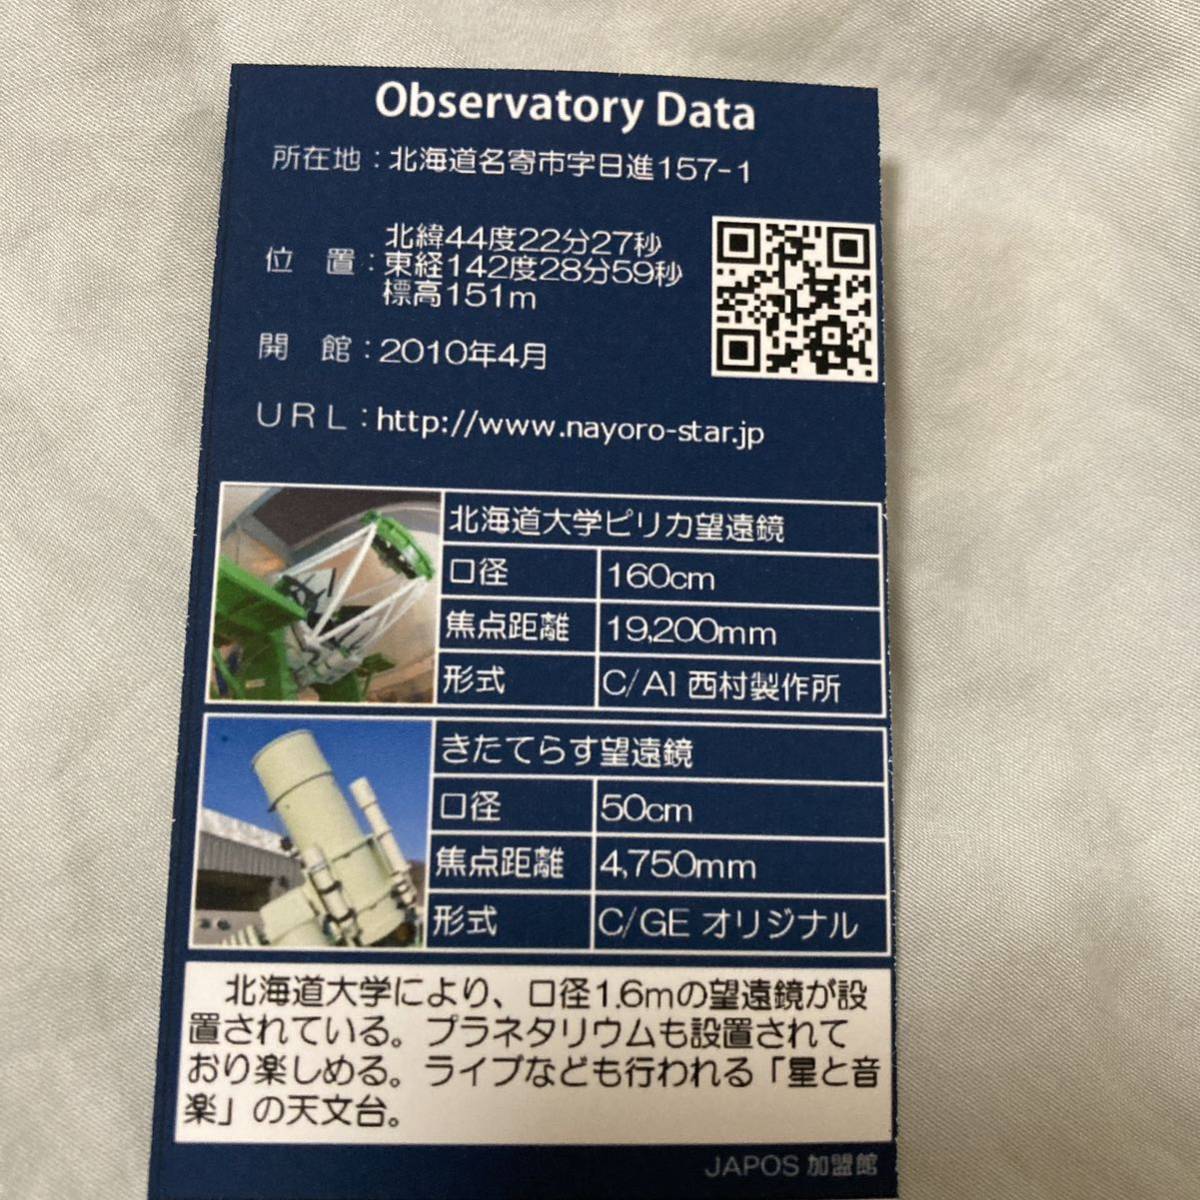 Observatory Data
所在地：北海道名寄市字日進157-1
位　置：北緯44度22分27秒
東経142度28分59秒
標高151m
開　館：2010年4月
URL：http://www.nayoro-star.jp
北海道大学ピリカ望遠鏡
口径 160cm
焦点距離 19,200mm
形式 C/Al 西村製作所
きたてらす望遠鏡
口径 50cm
焦点距離 4,750mm
形式 C/GE オリジナル
北海道大学により、口径1.6mの望遠鏡が設
置されている。プラネタリウムも設置されて
おり楽しめる。ライブなども行われる「星と音
楽」の天文台。
JAPOS 加盟館